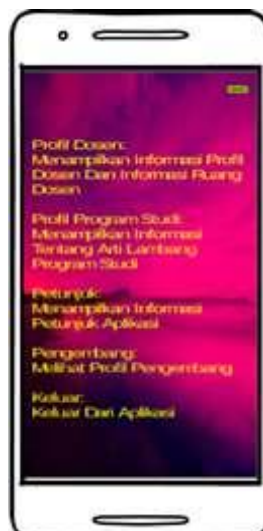 Profil Dosen:
Menampilkan Informasi Profil
Dosen Dan Informasi Ruang
Dosen
Profil Program Studi:
Menampilkan Informasi
Tentang Arti Lambang
Program Studi
Petunjuk:
Menampilkan Informasi
Petunjuk Aplikasi
Pengembang:
Melihat Profil Pengembang
Keluar:
Keluar Dari Aplikasi